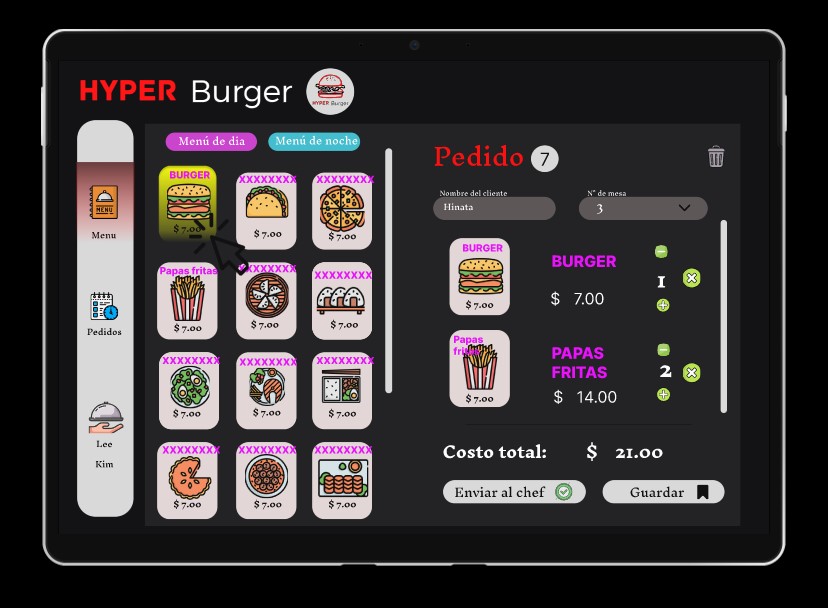 HYPER Burger
HYPER Burger
Menú de dia
Menú de noche
BURGER
$ 7.00
XXXXXXXX
$ 7.00
XXXXXXXX
$ 7.00
Papas fritas
$ 7.00
XXXXXXXX
$ 7.00
XXXXXXXX
$ 7.00
XXXXXXXX
$ 7.00
XXXXXXXX
$ 7.00
XXXXXXXX
$ 7.00
XXXXXXXX
$ 7.00
XXXXXXXX
$ 7.00
XXXXXXXX
$ 7.00
MENU
Menu
Pedidos
Lee
Kim
Pedido 7
Nombre del cliente
Hinata
N° de mesa
3
BURGER
$ 7.00
BURGER
$ 7.00
1
Papas
fritas
$ 7.00
PAPAS
FRITAS
$ 14.00
2
Costo total: $ 21.00
Enviar al chef
Guardar